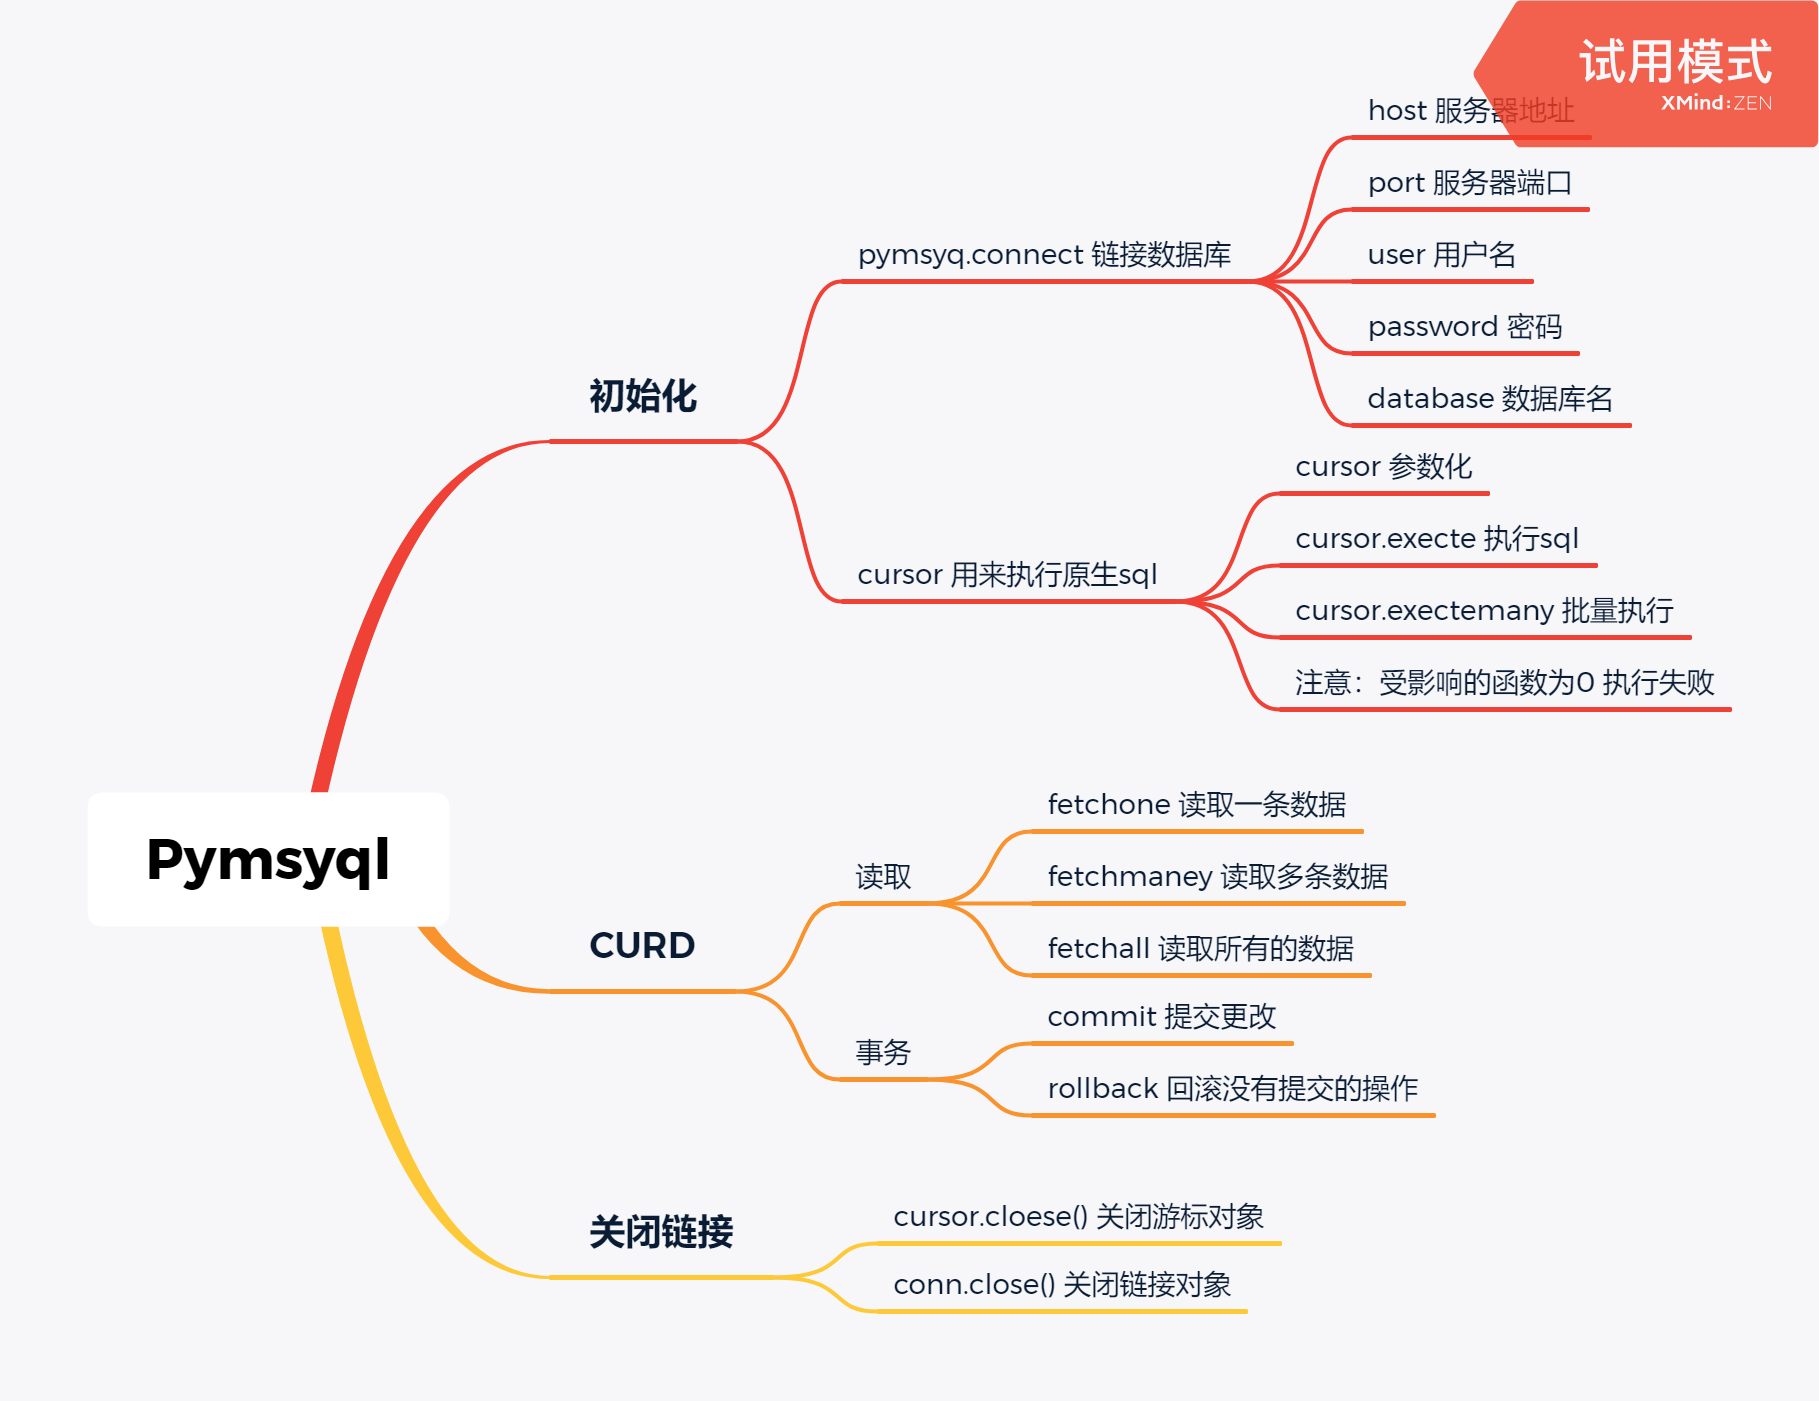 试用模式
XMind:ZEN
host 服务器地址
port 服务器端口
pymsyq.connect 链接数据库
user 用户名
password 密码
初始化
database 数据库名
cursor 参数化
cursor.execte 执行sql
cursor 用来执行原生sql
cursor.exectemany 批量执行
注意：受影响的函数为0 执行失败
Pymsyql
fetchone 读取一条数据
读取
fetchmaney 读取多条数据
CURD
fetchall 读取所有的数据
commit 提交更改
事务
rollback 回滚没有提交的操作
关闭链接
cursor.cloese() 关闭游标对象
conn.close() 关闭链接对象